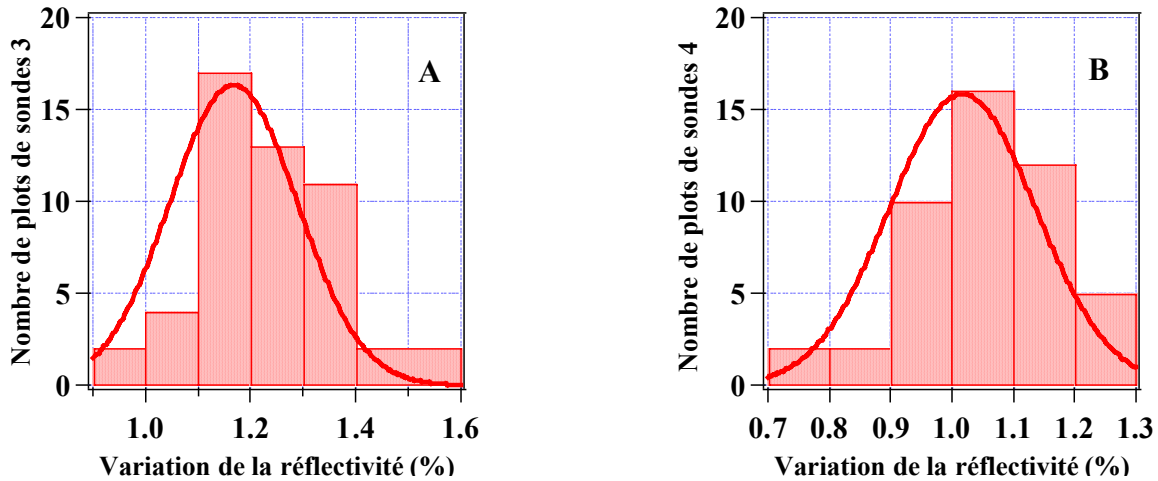 20
15
10
5
0
Nombre de plots de sondes 3
A
1.0 1.2 1.4 1.6
Variation de la réflectivité (%)
20
15
10
5
0
Nombre de plots de sondes 4
B
0.7 0.8 0.9 1.0 1.1 1.2 1.3
Variation de la réflectivité (%)